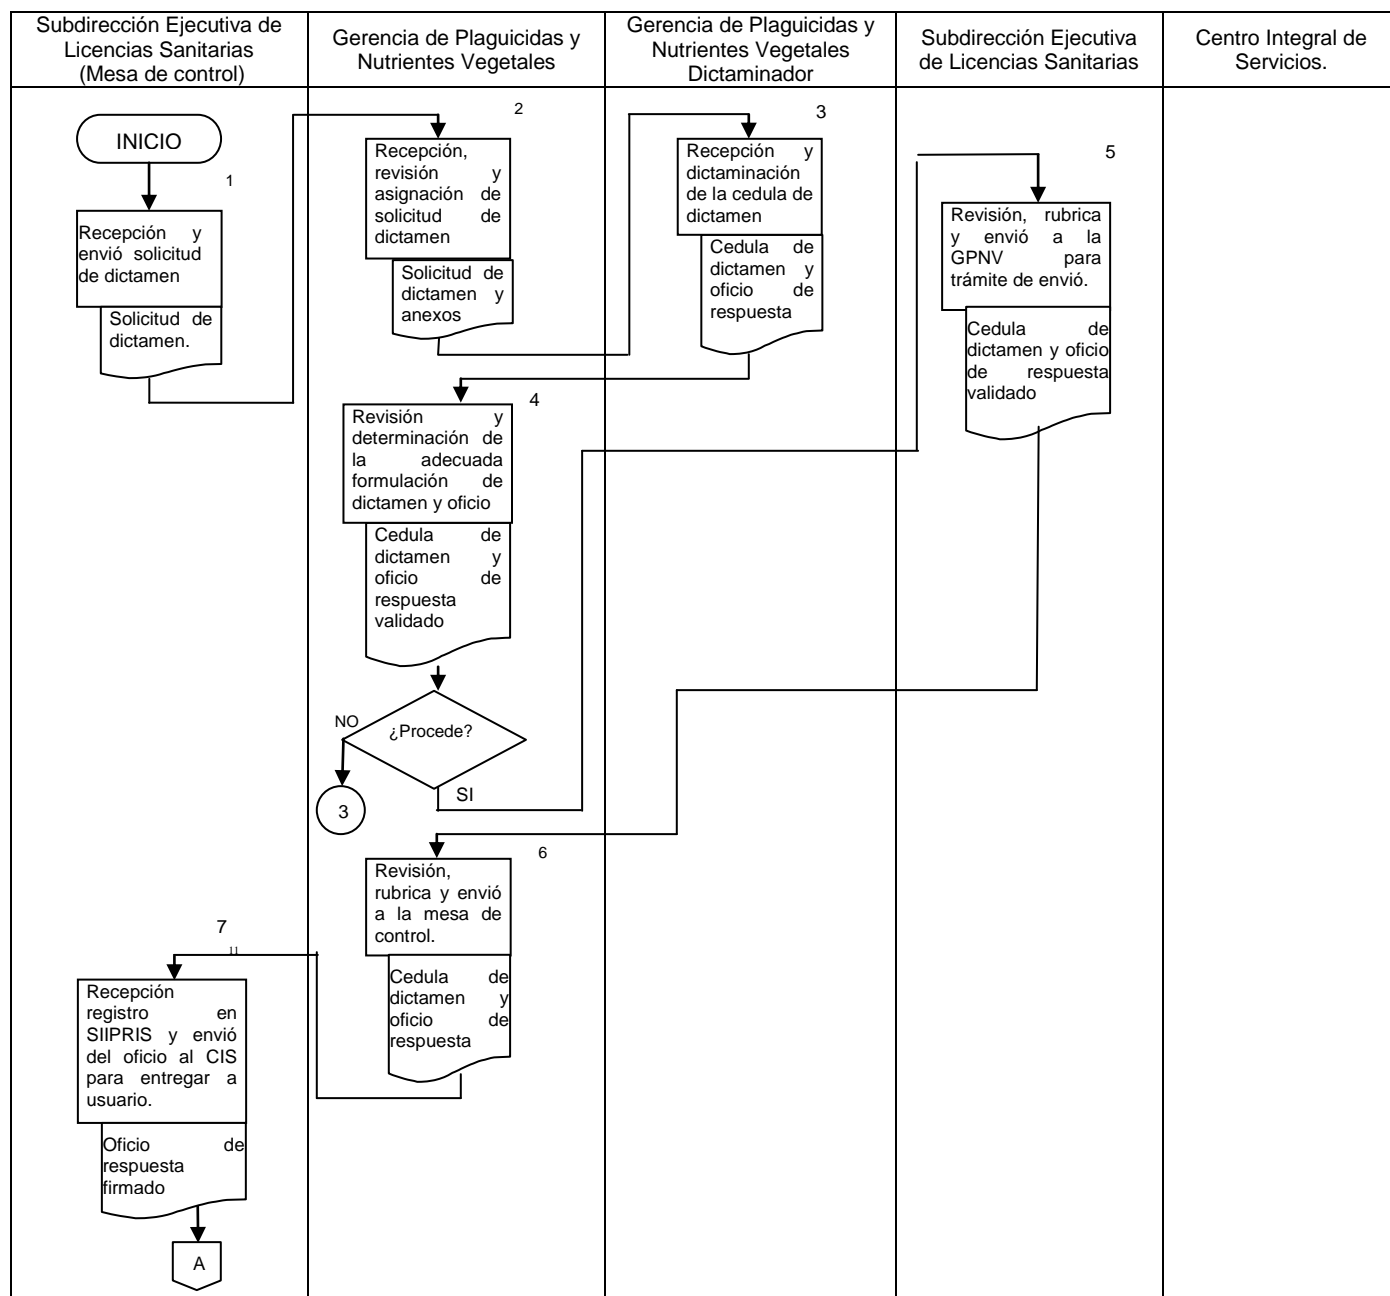 Subdirección Ejecutiva de
Licencias Sanitarias
(Mesa de control)
Gerencia de Plaguicidas y
Nutrientes Vegetales
Gerencia de Plaguicidas y
Nutrientes Vegetales
Dictaminador
Subdirección Ejecutiva
de Licencias Sanitarias
Centro Integral de
Servicios.
INICIO
1
Recepción y
envió solicitud
de dictamen
Solicitud de
dictamen.
2
Recepción,
revisión y
asignación de
solicitud de
dictamen
Solicitud de
dictamen y
anexos
3
Recepción y
dictaminación
de la cedula de
dictamen
Cedula de
dictamen y
oficio de
respuesta
4
Revisión y
determinación de
la adecuada
formulación de
dictamen y oficio
Cedula de
dictamen y
oficio de
respuesta
validado
¿Procede?
NO
3
SI
5
Revisión, rubrica
y envió a la
GPNV para
trámite de envió.
Cedula de
dictamen y oficio
de respuesta
validado
6
Revisión,
rubrica y envió
a la mesa de
control.
Cedula de
dictamen y
oficio de
respuesta
7
11
Recepción
registro en
SIIPRIS y envió
del oficio al CIS
para entregar a
usuario.
Oficio de
respuesta
firmado
A